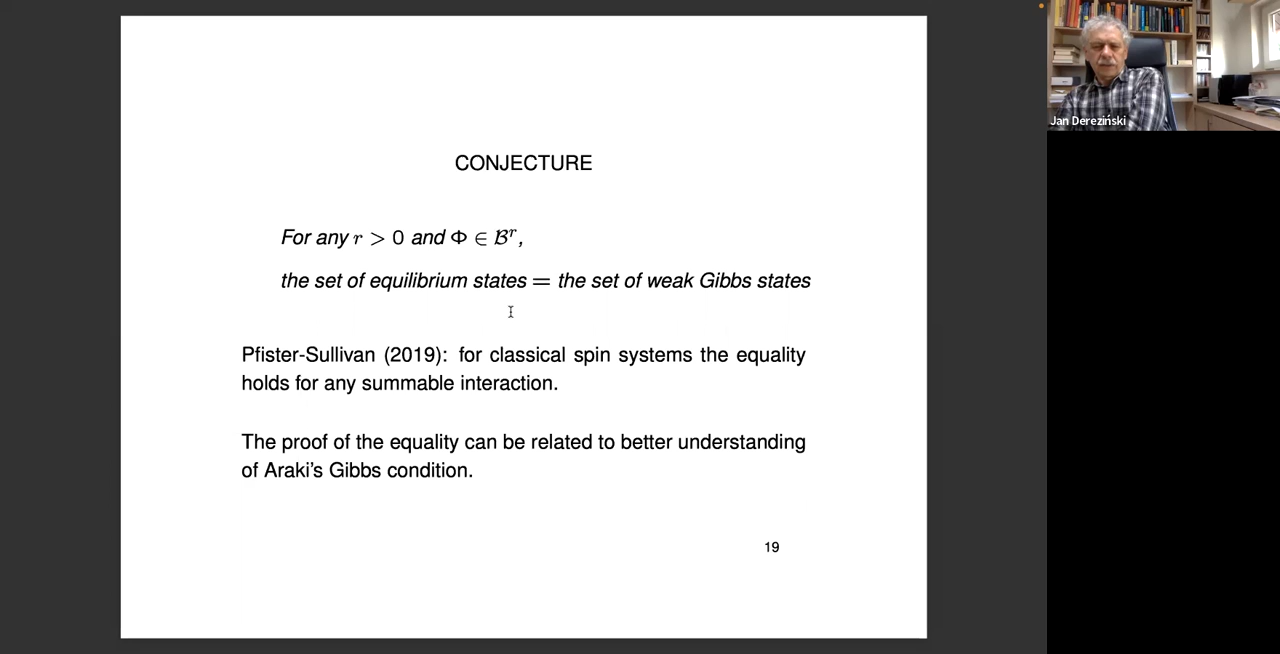 CONJECTURE
For any r > 0 and Φ ∈ ℬʳ,
the set of equilibrium states = the set of weak Gibbs states
Pfister-Sullivan (2019): for classical spin systems the equality
holds for any summable interaction.
The proof of the equality can be related to better understanding
of Araki's Gibbs condition.
19
Jan Dereziński